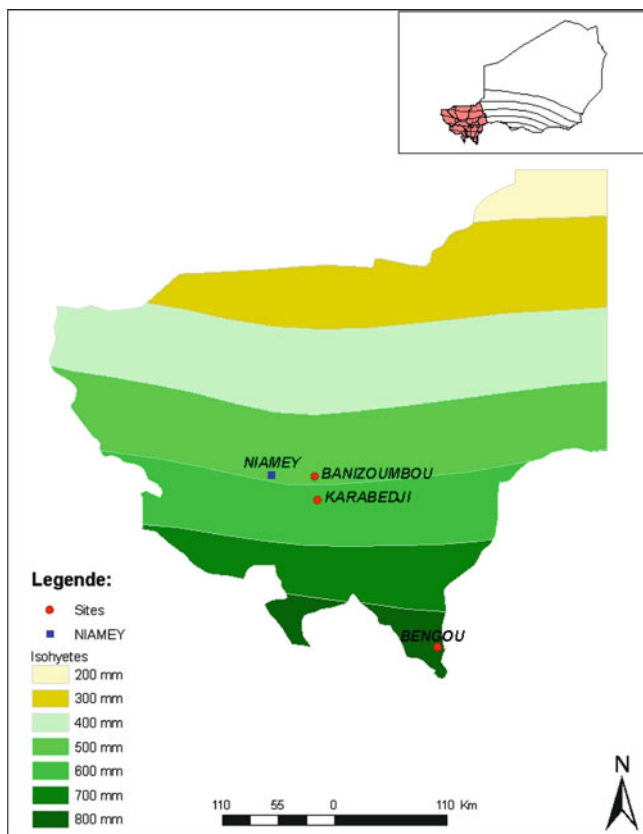 NIAMEY
BANIZOUMBOU
KARABEDJI
BENGOU
Legende:
Sites
NIAMEY
Isohyetes
200 mm
300 mm
400 mm
500 mm
600 mm
700 mm
800 mm
110 55 0 110 Km
N